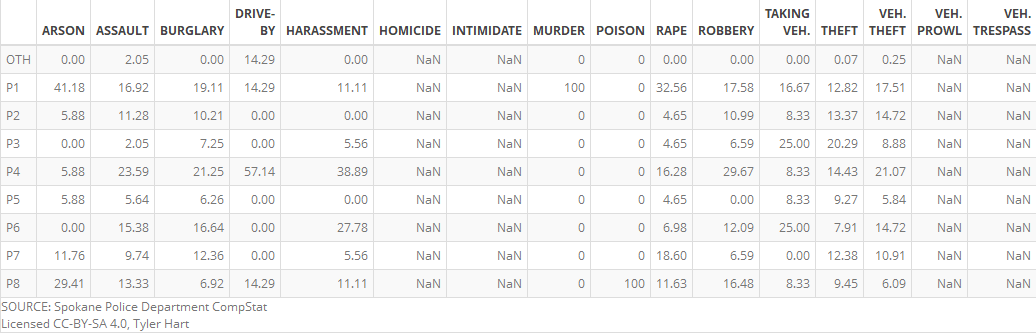 ARSON ASSAULT BURGLARY DRIVE-BY HARASSMENT HOMICIDE INTIMIDATE MURDER POISON RAPE ROBBERY TAKING VEH. THEFT VEH. THEFT VEH. PROWL VEH. TRESPASS
OTH 0.00 2.05 0.00 14.29 0.00 NaN NaN 0 0 0.00 0.00 0.00 0.07 0.25 NaN NaN
P1 41.18 16.92 19.11 14.29 11.11 NaN NaN 100 0 32.56 17.58 16.67 12.82 17.51 NaN NaN
P2 5.88 11.28 10.21 0.00 0.00 NaN NaN 0 0 4.65 10.99 8.33 13.37 14.72 NaN NaN
P3 0.00 2.05 7.25 0.00 5.56 NaN NaN 0 0 4.65 6.59 25.00 20.29 8.88 NaN NaN
P4 5.88 23.59 21.25 57.14 38.89 NaN NaN 0 0 16.28 29.67 8.33 14.43 21.07 NaN NaN
P5 5.88 5.64 6.26 0.00 0.00 NaN NaN 0 0 4.65 0.00 8.33 9.27 5.84 NaN NaN
P6 0.00 15.38 16.64 0.00 27.78 NaN NaN 0 0 6.98 12.09 25.00 7.91 14.72 NaN NaN
P7 11.76 9.74 12.36 0.00 5.56 NaN NaN 0 0 18.60 6.59 0.00 12.38 10.91 NaN NaN
P8 29.41 13.33 6.92 14.29 11.11 NaN NaN 0 100 11.63 16.48 8.33 9.45 6.09 NaN NaN
SOURCE: Spokane Police Department CompStat
Licensed CC-BY-SA 4.0, Tyler Hart